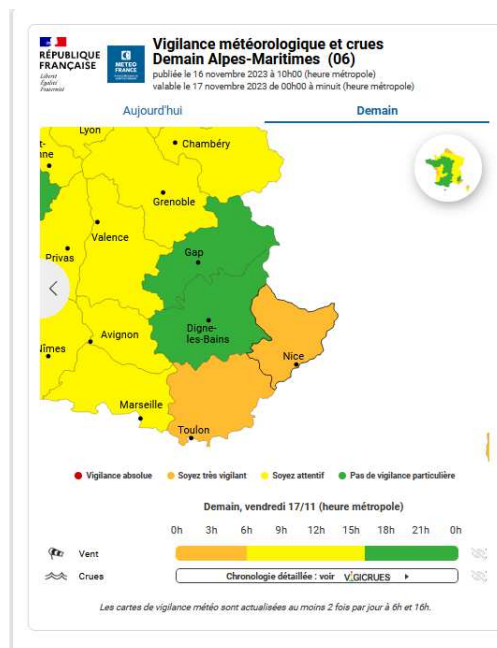 RÉPUBLIQUE
FRANÇAISE
Liberté
Égalité
Fraternité
METEO
FRANCE
Vigilance météorologique et crues
Demain Alpes-Maritimes (06)
publiée le 16 novembre 2023 à 10h00 (heure métropole)
valable le 17 novembre 2023 de 00h00 à minuit (heure métropole)
Aujourd'hui
Demain
Lyon
Chambéry
Grenoble
Valence
Privas
Gap
Avignon
Digne-
les-Bains
Nîmes
Nice
Marseille
Toulon
Vigilance absolue
Soyez très vigilant
Soyez attentif
Pas de vigilance particulière
Demain, vendredi 17/11 (heure métropole)
0h 3h 6h 9h 12h 15h 18h 21h 0h
Vent
Crues
Chronologie détaillée : voir VIGICRUES
Les cartes de vigilance météo sont actualisées au moins 2 fois par jour à 6h et 16h.